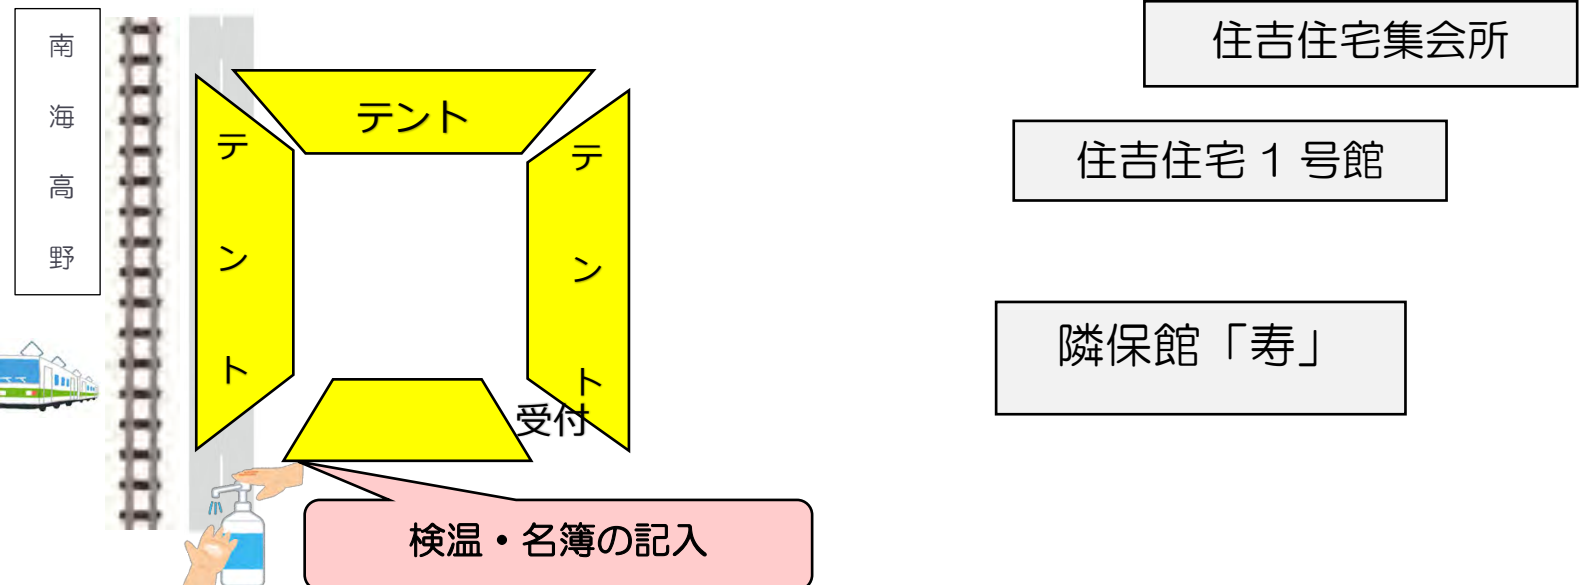 南海高野
テント
テント
テント
受付
検温・名簿の記入
住吉住宅集会所
住吉住宅1号館
隣保館「寿」